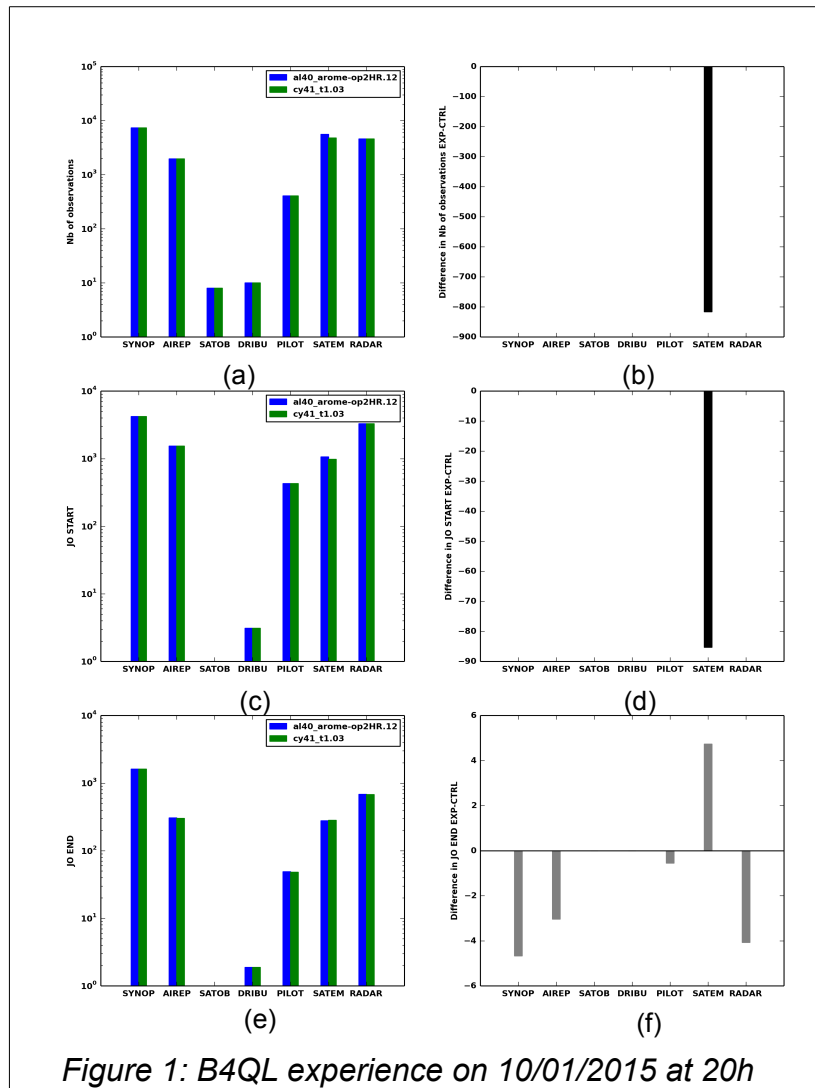 10^5
10^4
10^3
10^2
10^1
10^0
Nb of observations
al40_arome-op2HR.12
cy41_t1.03
SYNOP AIREP SATOB DRIBU PILOT SATEM RADAR
(a)
0
−100
−200
−300
−400
−500
−600
−700
−800
−900
Difference in Nb of observations EXP-CTRL
SYNOP AIREP SATOB DRIBU PILOT SATEM RADAR
(b)
10^4
10^3
10^2
10^1
10^0
JO START
al40_arome-op2HR.12
cy41_t1.03
SYNOP AIREP SATOB DRIBU PILOT SATEM RADAR
(c)
0
−10
−20
−30
−40
−50
−60
−70
−80
−90
Difference in JO START EXP-CTRL
SYNOP AIREP SATOB DRIBU PILOT SATEM RADAR
(d)
10^4
10^3
10^2
10^1
10^0
JO END
al40_arome-op2HR.12
cy41_t1.03
SYNOP AIREP SATOB DRIBU PILOT SATEM RADAR
(e)
6
4
2
0
−2
−4
−6
Difference in JO END EXP-CTRL
SYNOP AIREP SATOB DRIBU PILOT SATEM RADAR
(f)
Figure 1: B4QL experience on 10/01/2015 at 20h